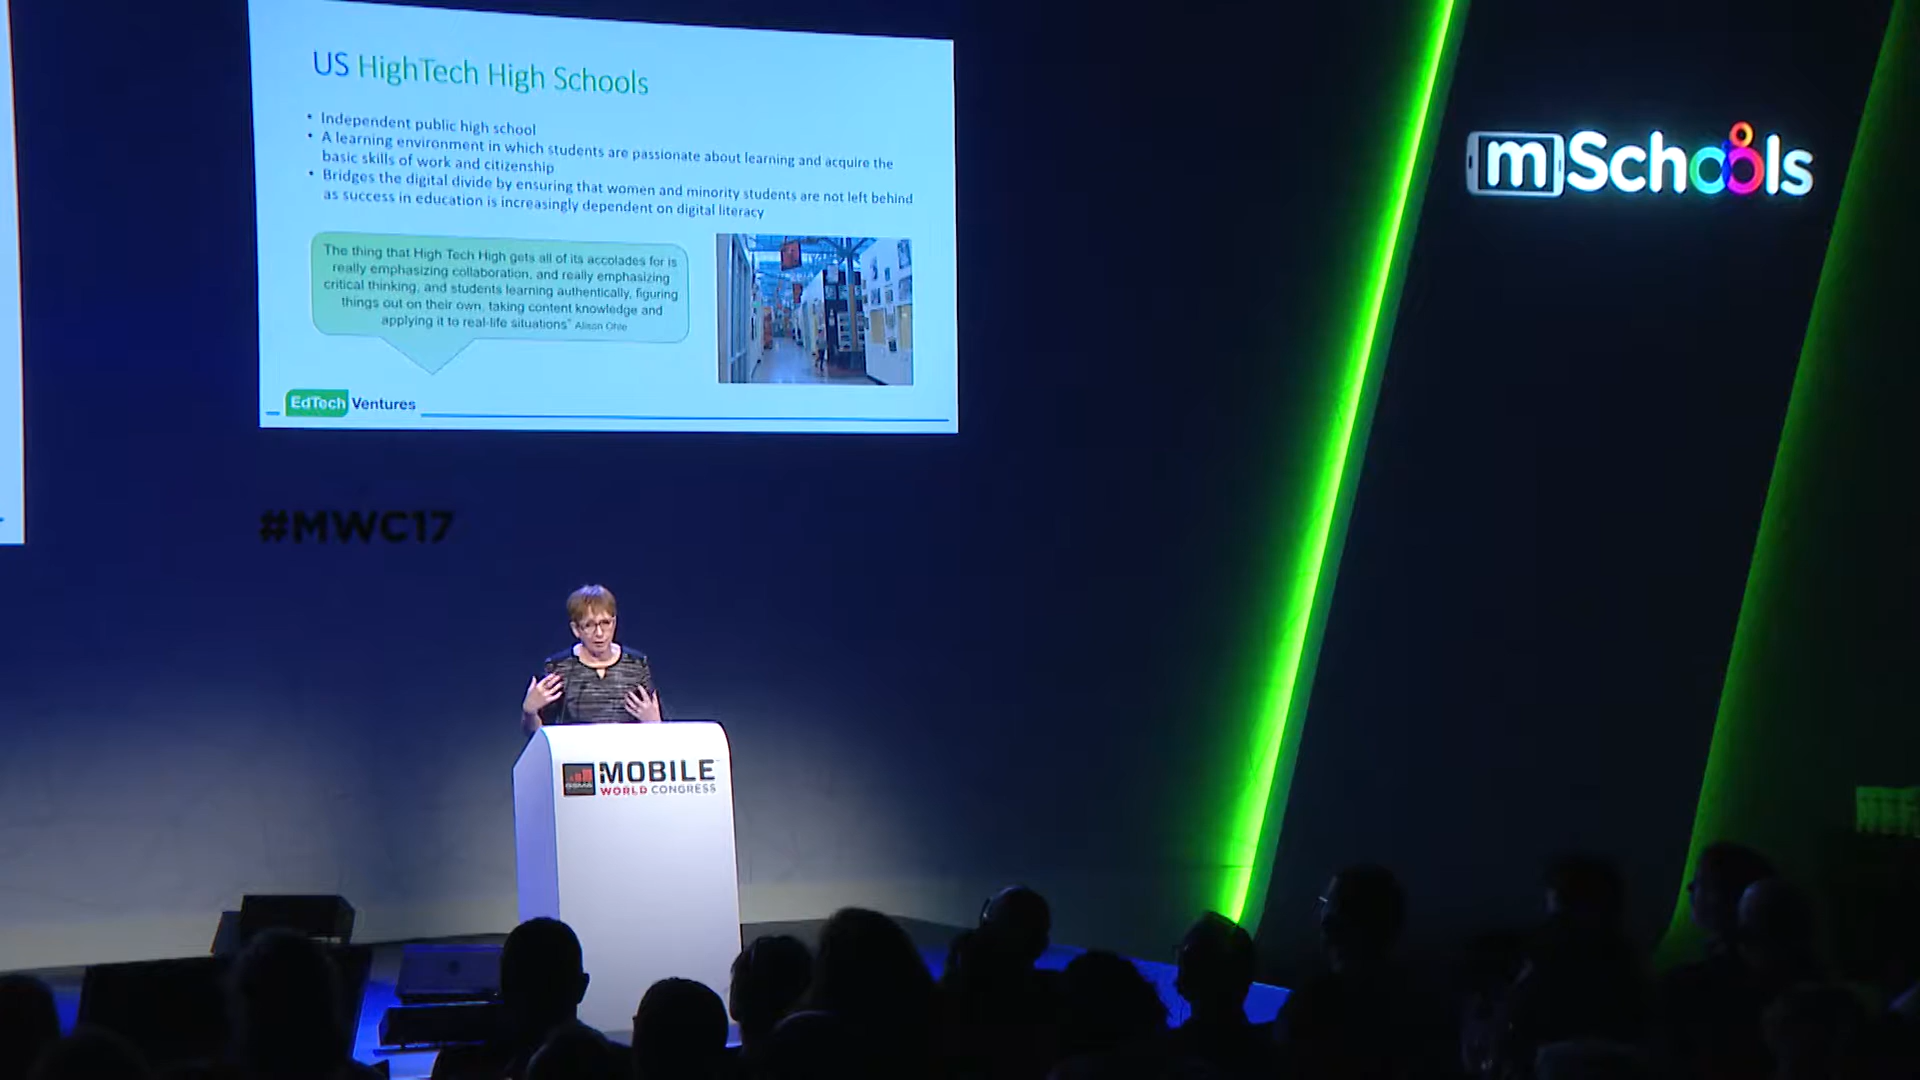 US HighTech High Schools
• Independent public high school
• A learning environment in which students are passionate about learning and acquire the
basic skills of work and citizenship
• Bridges the digital divide by ensuring that women and minority students are not left behind
as success in education is increasingly dependent on digital literacy
The thing that High Tech High gets all of its accolades for is
really emphasizing collaboration, and really emphasizing
critical thinking, and students learning authentically, figuring
things out on their own, taking content knowledge and
applying it to real-life situations" Alison Ohle
EdTech Ventures
mSchools
#MWC17
GSMA
MOBILE
WORLD CONGRESS